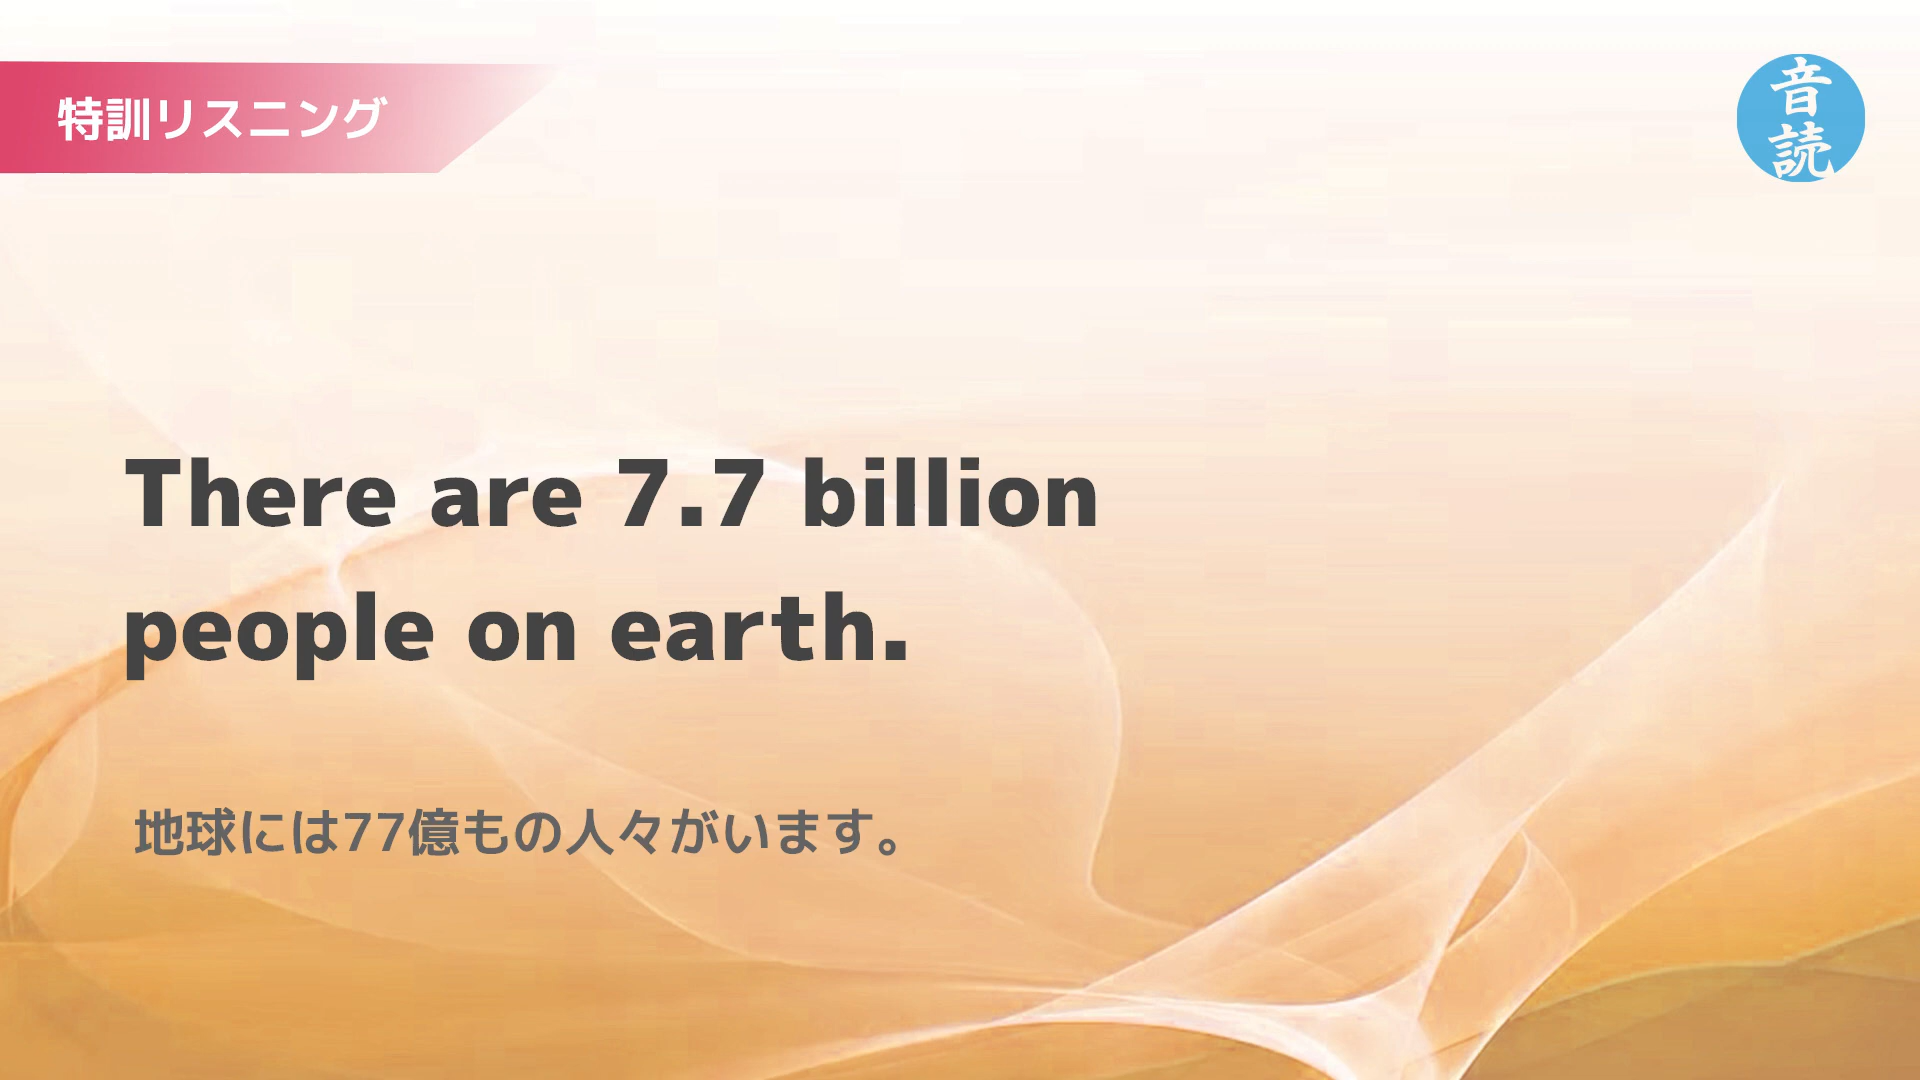 特訓リスニング
音
読
There are 7.7 billion
people on earth.
地球には77億もの人々がいます。